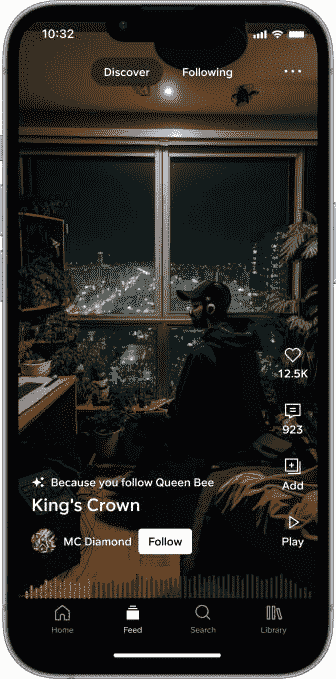 10:32
Discover Following
12.5K
923
Add
Because you follow Queen Bee
King's Crown
MC Diamond Follow
Play
Home Feed Search Library